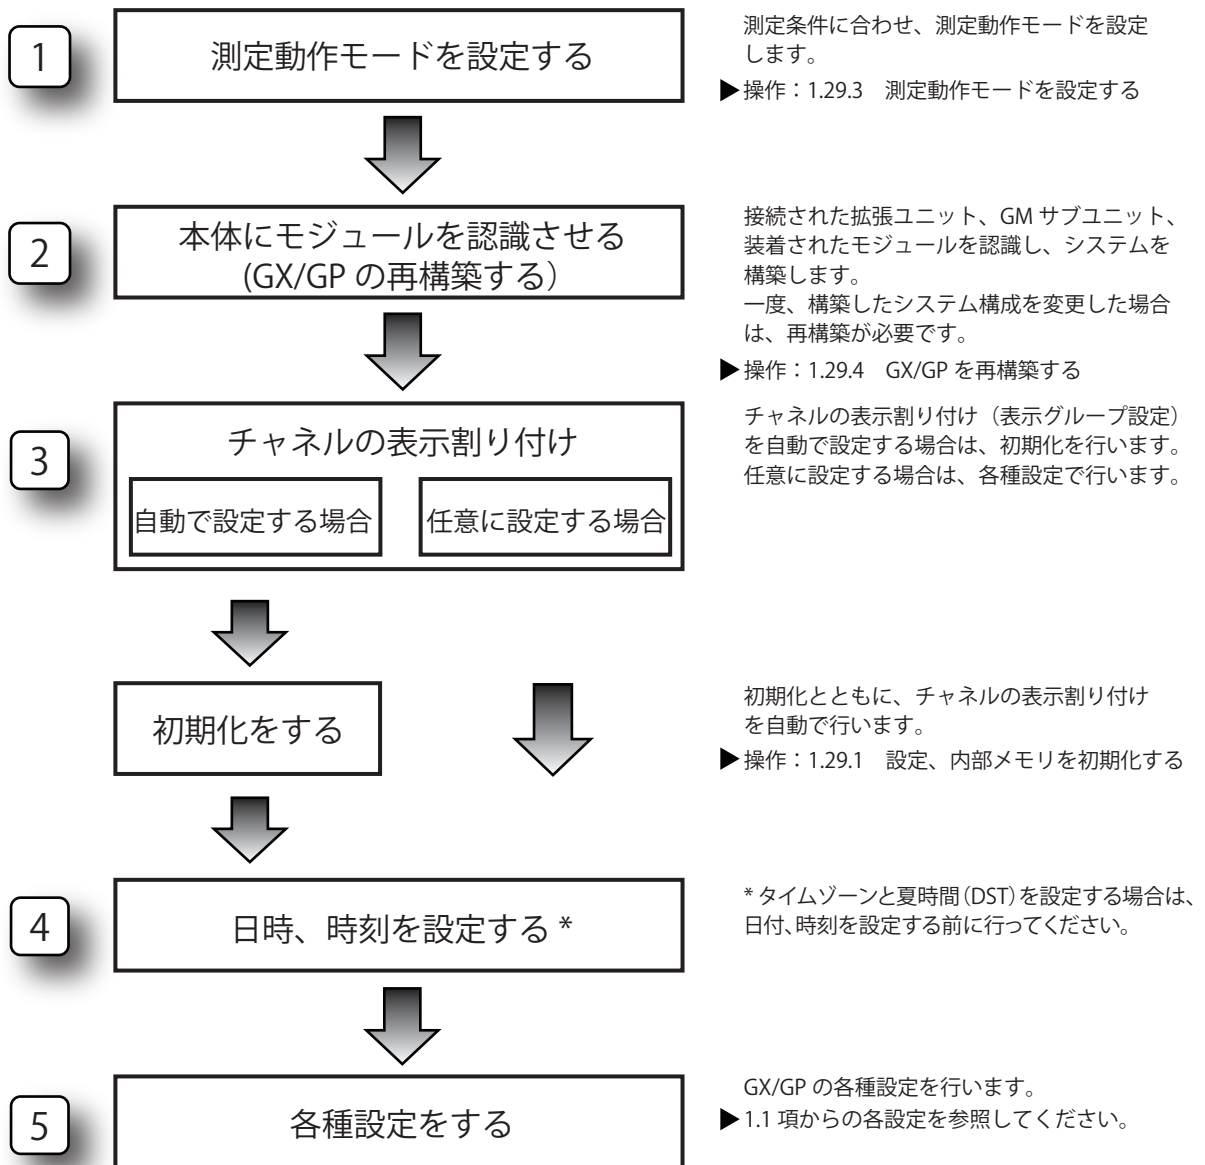 1
測定動作モードを設定する
測定条件に合わせ、測定動作モードを設定
します。
▶操作：1.29.3　測定動作モードを設定する
2
本体にモジュールを認識させる
(GX/GP の再構築する）
接続された拡張ユニット、GM サブユニット、
装着されたモジュールを認識し、システムを
構築します。
一度、構築したシステム構成を変更した場合
は、再構築が必要です。
▶操作：1.29.4　GX/GP を再構築する
3
チャネルの表示割り付け
自動で設定する場合
任意に設定する場合
チャネルの表示割り付け（表示グループ設定）
を自動で設定する場合は、初期化を行います。
任意に設定する場合は、各種設定で行います。
初期化をする
初期化とともに、チャネルの表示割り付け
を自動で行います。
▶操作：1.29.1　設定、内部メモリを初期化する
4
日時、時刻を設定する *
* タイムゾーンと夏時間（DST）を設定する場合は、
日付、時刻を設定する前に行ってください。
5
各種設定をする
GX/GP の各種設定を行います。
▶1.1 項からの各設定を参照してください。